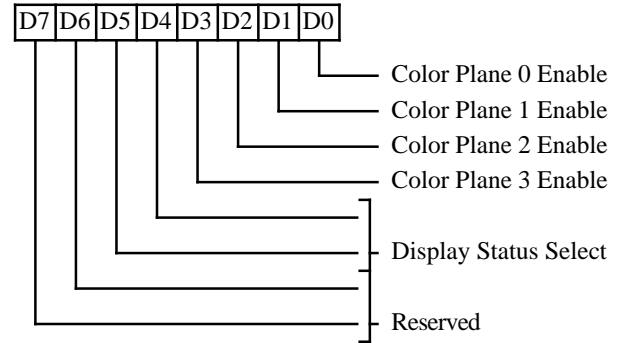 D7 D6 D5 D4 D3 D2 D1 D0
Color Plane 0 Enable
Color Plane 1 Enable
Color Plane 2 Enable
Color Plane 3 Enable
Display Status Select
Reserved